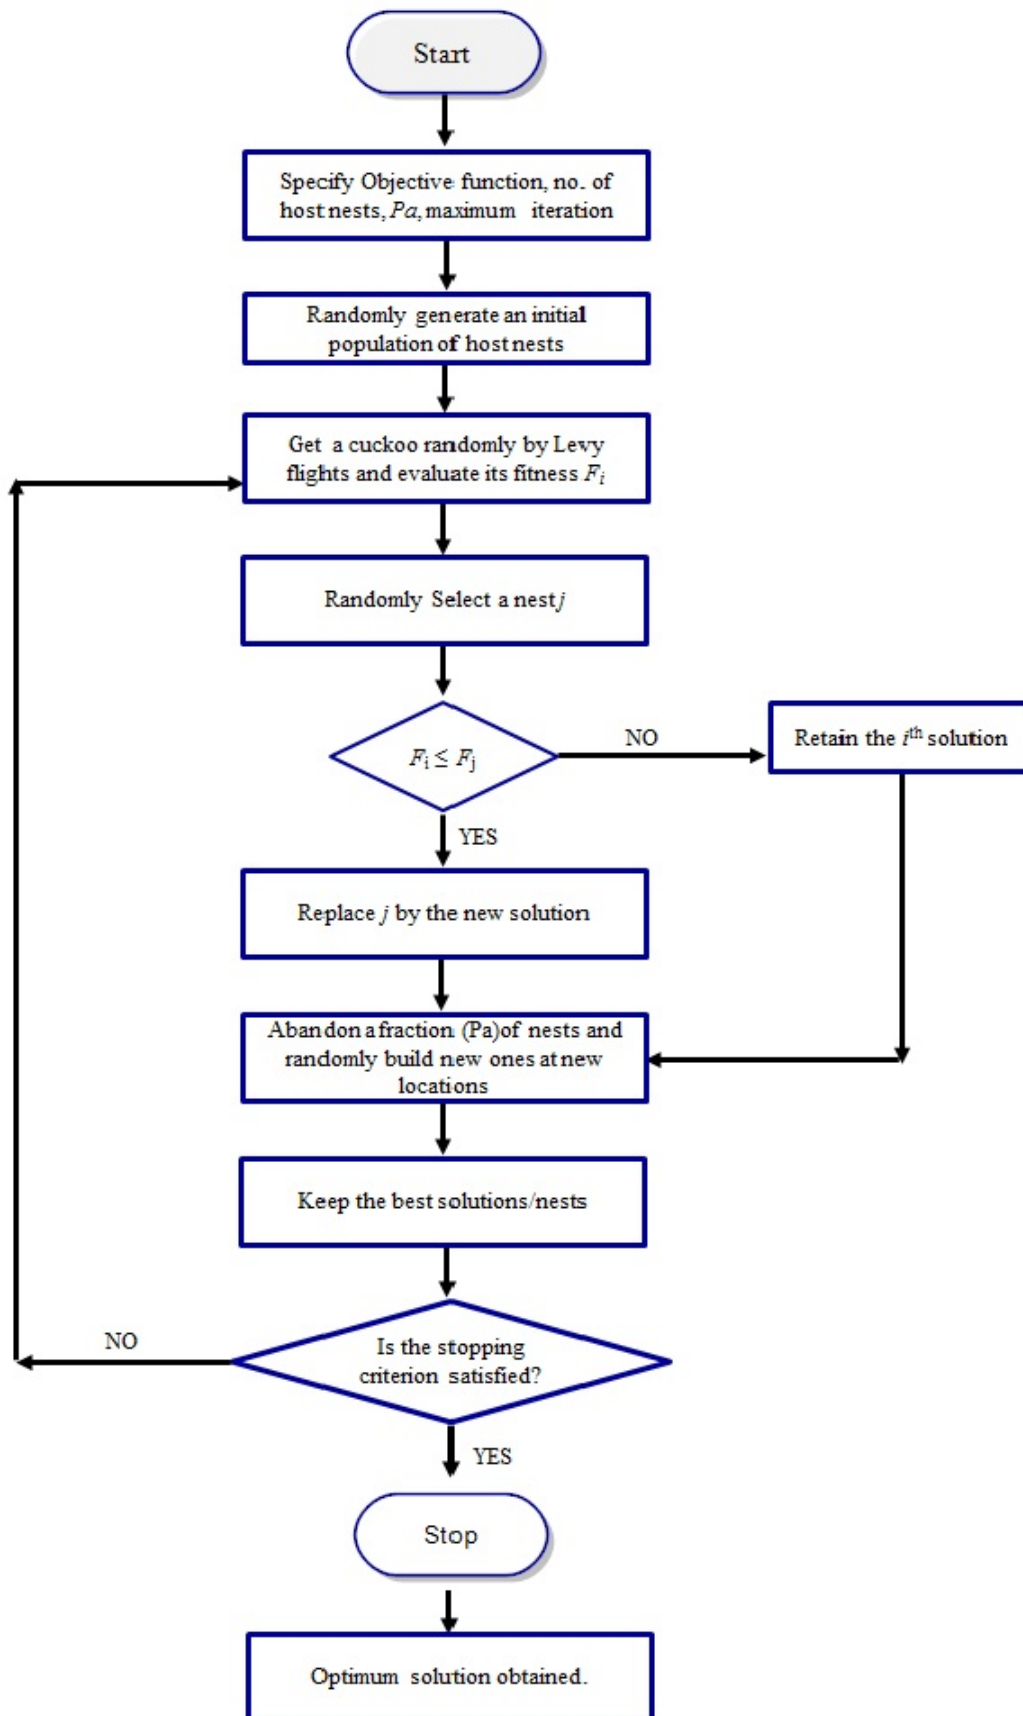 Start
Specify Objective function, no. of
host nests, Pa, maximum iteration
Randomly generate an initial
population of host nests
Get a cuckoo randomly by Levy
flights and evaluate its fitness Fi
Randomly Select a nest j
Fi ≤ Fj
NO
Retain the ith solution
YES
Replace j by the new solution
Abandon a fraction (Pa) of nests and
randomly build new ones at new
locations
Keep the best solutions/nests
Is the stopping
criterion satisfied?
NO
YES
Stop
Optimum solution obtained.